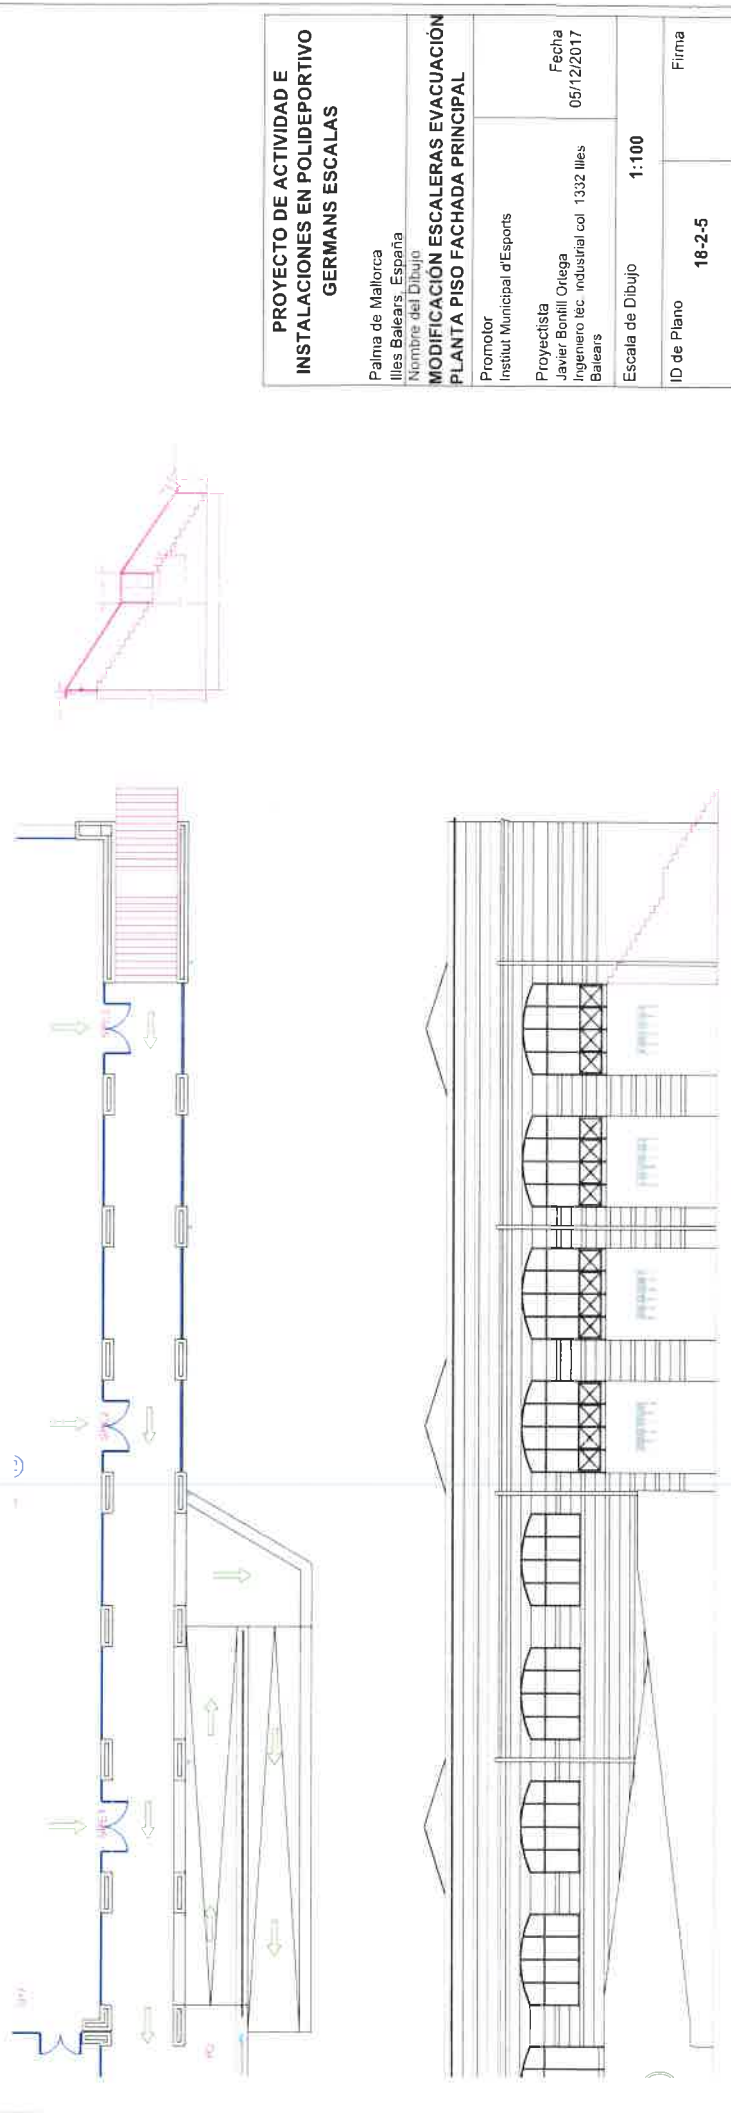 PROYECTO DE ACTIVIDAD E
INSTALACIONES EN POLIDEPORTIVO
GERMANS ESCALAS
Palma de Mallorca
Illes Balears, España
Nombre del Dibujo
MODIFICACIÓN ESCALERAS EVACUACIÓN
PLANTA PISO FACHADA PRINCIPAL
Promotor
Institut Municipal d'Esports
Proyectista
Javier Bonfill Ortega
Ingeniero téc. industrial col 1332 Illes
Balears
Fecha
05/12/2017
Escala de Dibujo
1:100
ID de Plano
18-2-5
Firma